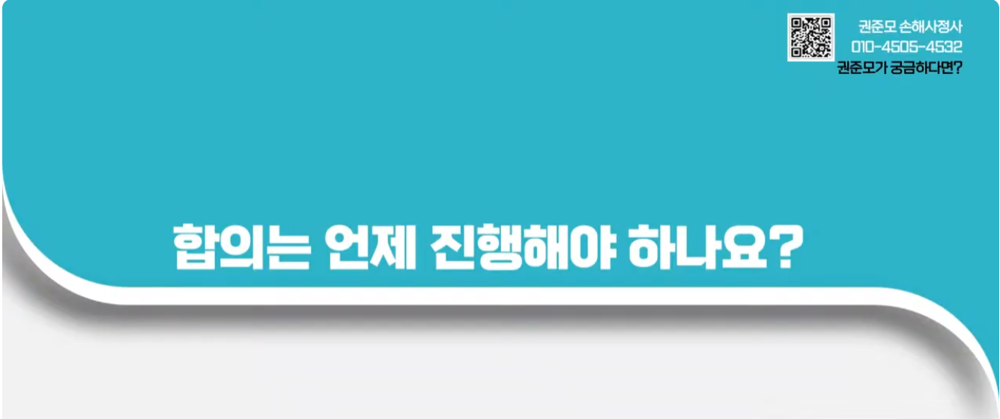 권준모 손해사정사
010-4505-4532
권준모가 궁금하다면?
합의는 언제 진행해야 하나요?